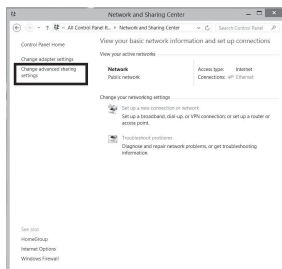 Network and Sharing Center
« All Control Panel It... › Network and Sharing Center
Search Control Panel
Control Panel Home
Change adapter settings
Change advanced sharing
settings
View your basic network information and set up connections
View your active networks
Network
Public network
Access type: Internet
Connections: Ethernet
Change your networking settings
Set up a new connection or network
Set up a broadband, dial-up, or VPN connection; or set up a router or
access point.
Troubleshoot problems
Diagnose and repair network problems, or get troubleshooting
information.
See also
HomeGroup
Internet Options
Windows Firewall